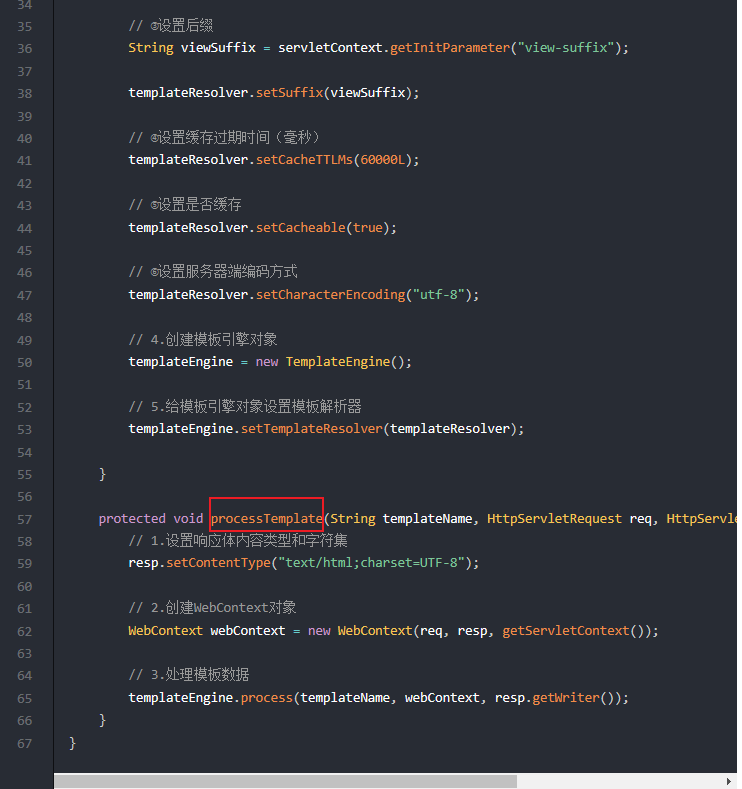 34
35 // ③设置后缀
36 String viewSuffix = servletContext.getInitParameter("view-suffix");
37
38 templateResolver.setSuffix(viewSuffix);
39
40 // ④设置缓存过期时间（毫秒）
41 templateResolver.setCacheTTLMs(60000L);
42
43 // ⑤设置是否缓存
44 templateResolver.setCacheable(true);
45
46 // ⑥设置服务器端编码方式
47 templateResolver.setCharacterEncoding("utf-8");
48
49 // 4.创建模板引擎对象
50 templateEngine = new TemplateEngine();
51
52 // 5.给模板引擎对象设置模板解析器
53 templateEngine.setTemplateResolver(templateResolver);
54
55 }
56
57 protected void processTemplate(String templateName, HttpServletRequest req, HttpServle
58 // 1.设置响应体内容类型和字符集
59 resp.setContentType("text/html;charset=UTF-8");
60
61 // 2.创建WebContext对象
62 WebContext webContext = new WebContext(req, resp, getServletContext());
63
64 // 3.处理模板数据
65 templateEngine.process(templateName, webContext, resp.getWriter());
66 }
67 }